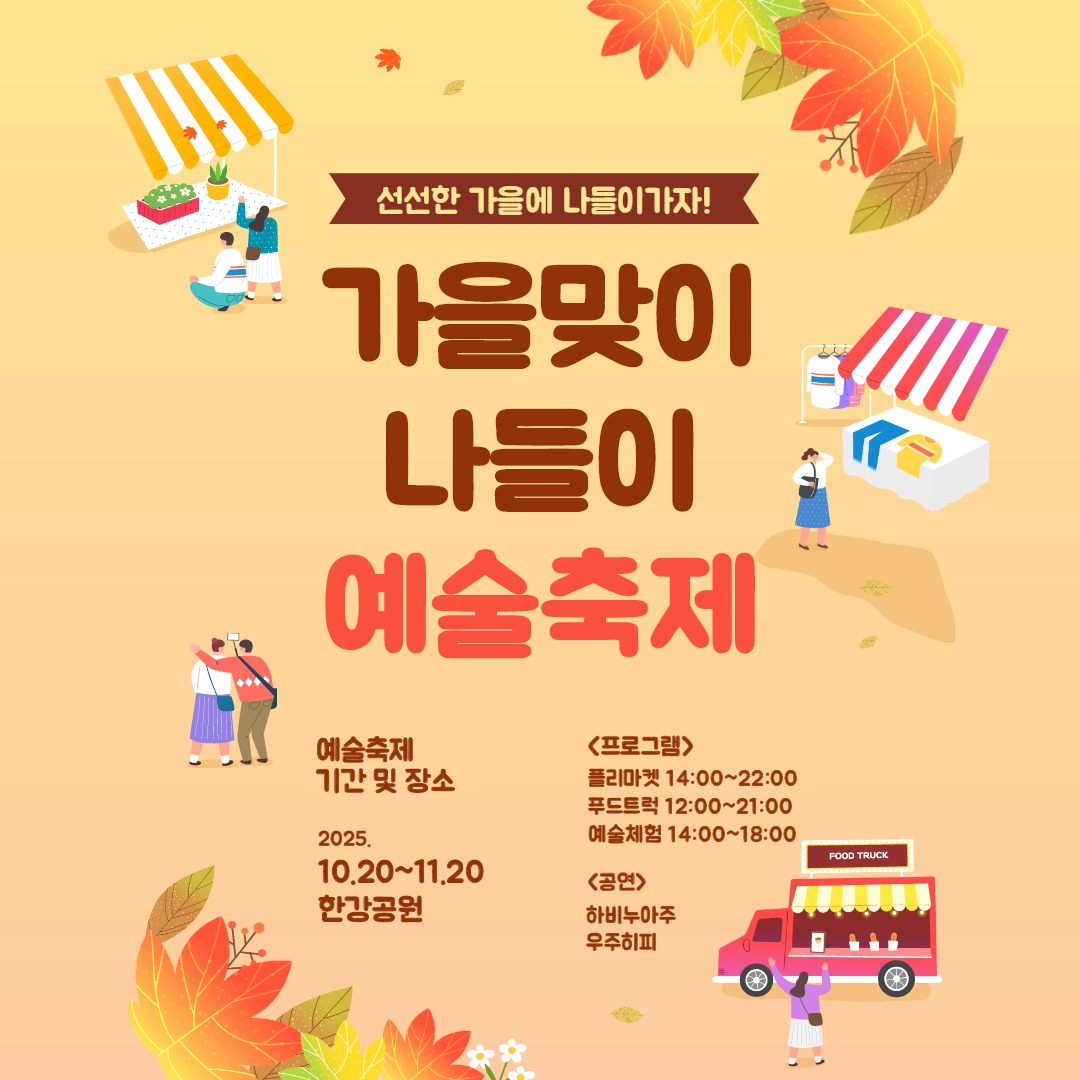 선선한 가을에 나들이가자!
가을맞이
나들이
예술축제
예술축제
기간 및 장소
2025.
10.20~11.20
한강공원
<프로그램>
플리마켓 14:00~22:00
푸드트럭 12:00~21:00
예술체험 14:00~18:00
<공연>
하비누아주
우주히피
FOOD TRUCK